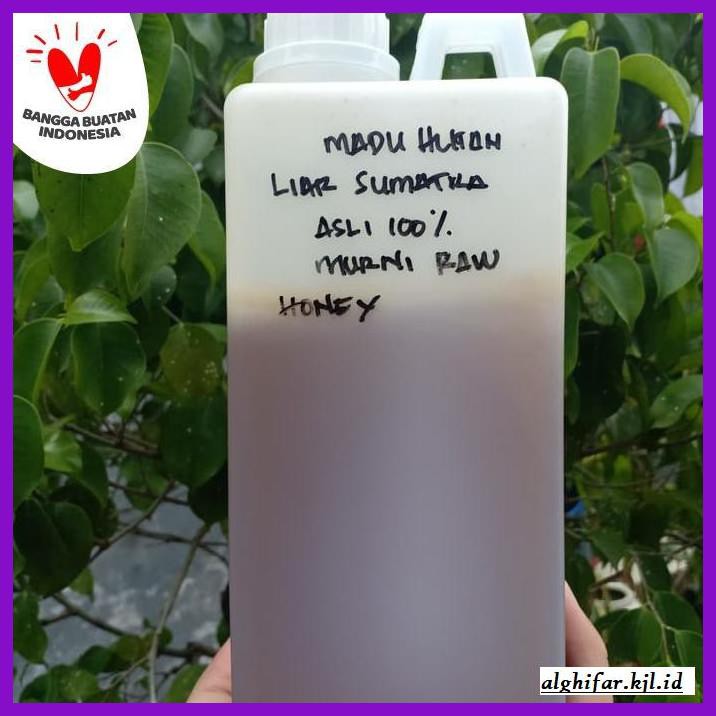 BANGGA BUATAN
INDONESIA
MADU HUTAN
LIAR SUMATRA
ASLI 100%
MURNI RAW
HONEY
alghifar.kjl.id